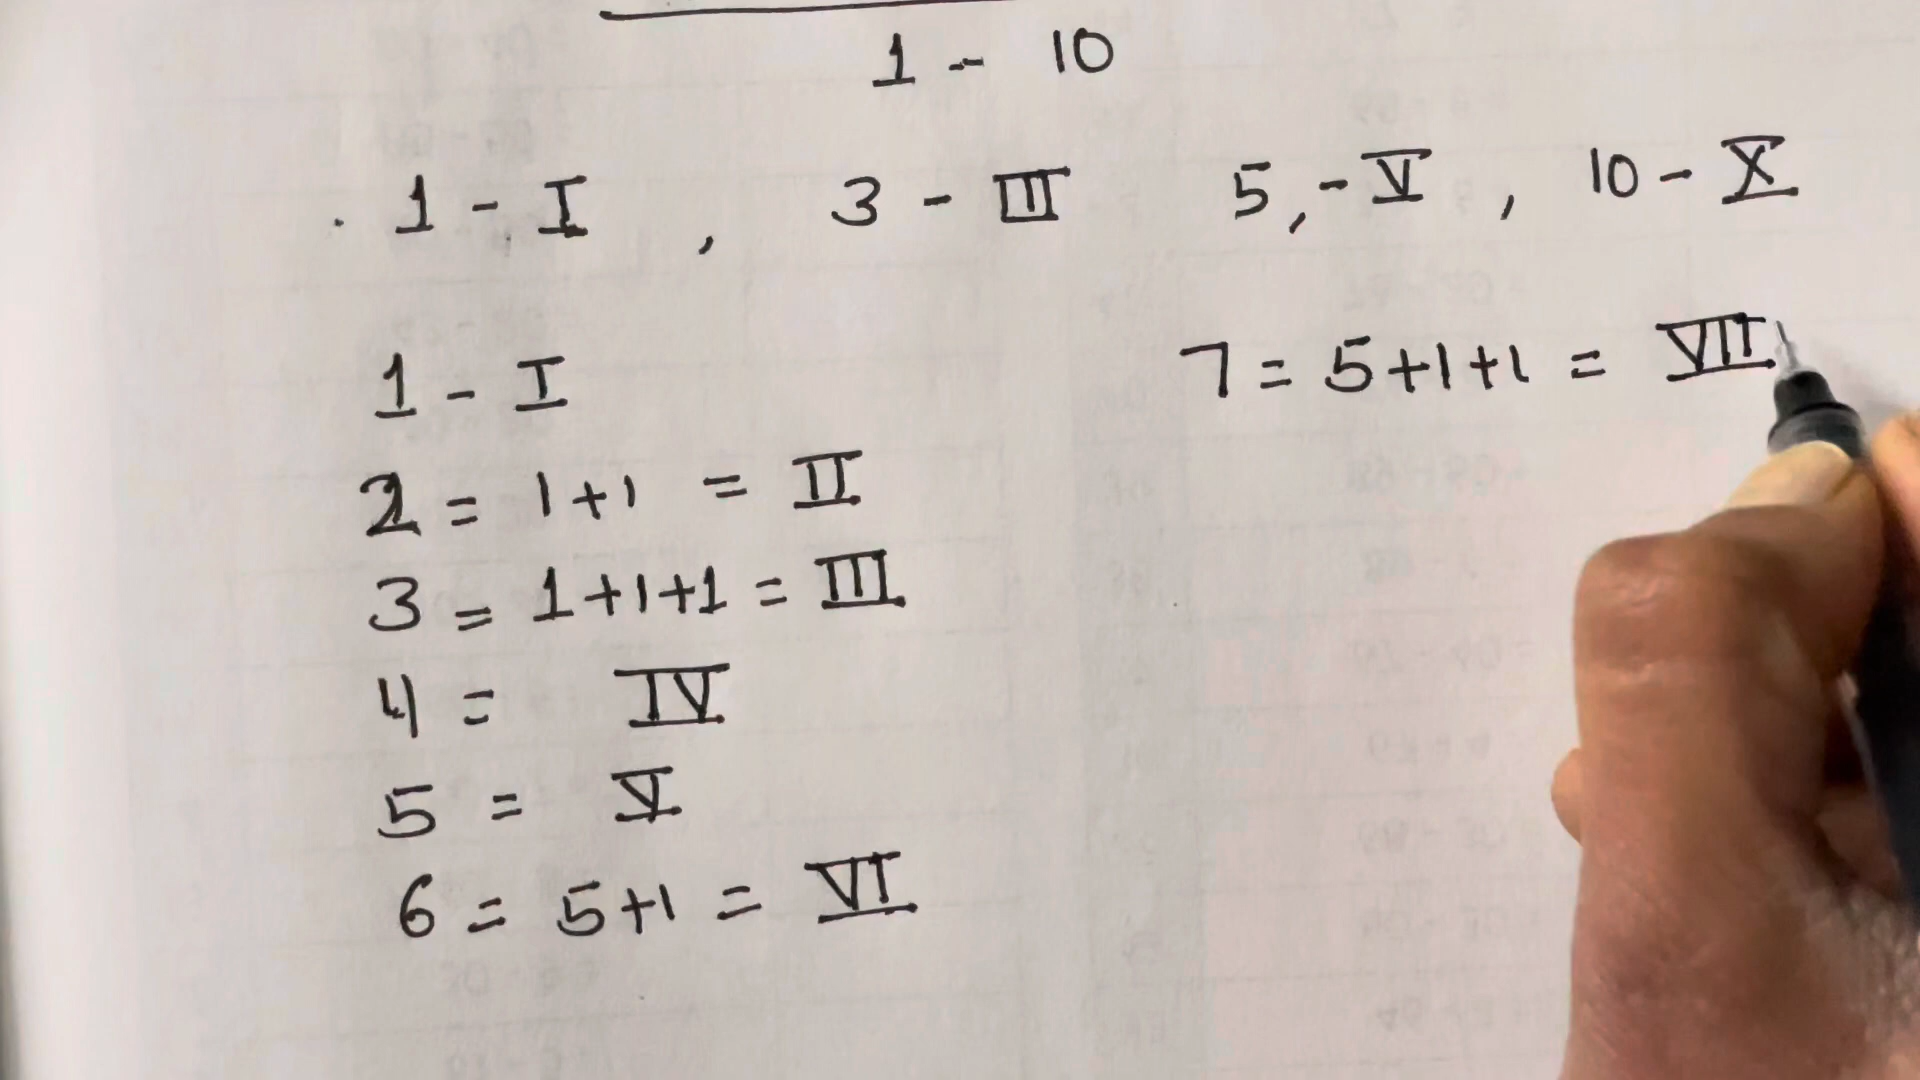 1 - 10
1 - I , 3 - III 5, - V , 10 - X
1 - I
2 = 1+1 = II
3 = 1+1+1 = III
4 = IV
5 = V
6 = 5+1 = VI
7 = 5+1+1 = VII